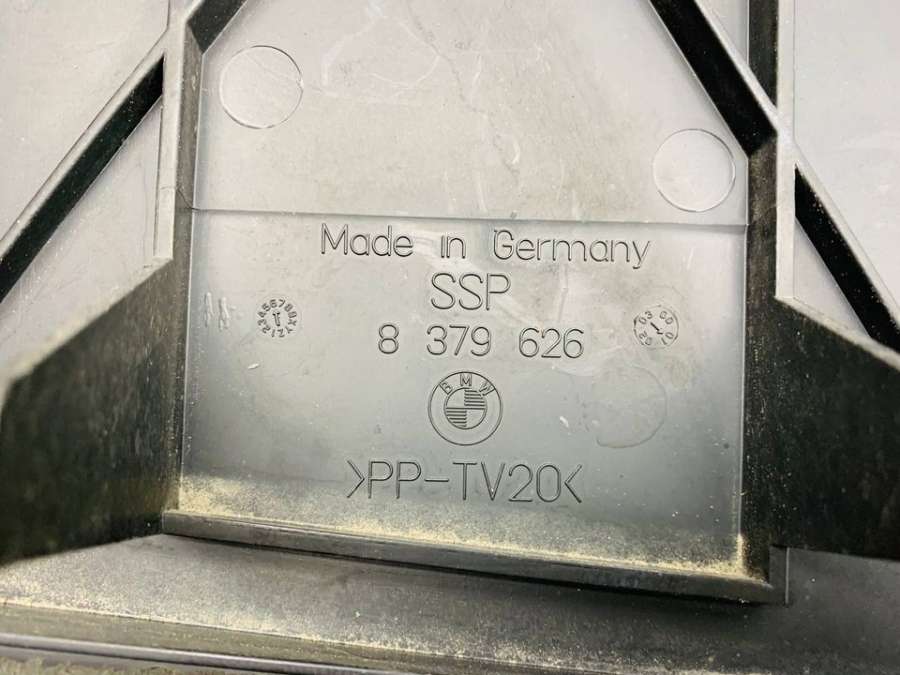 Made in Germany
SSP
8 379 626
BMW
>PP-TV20<